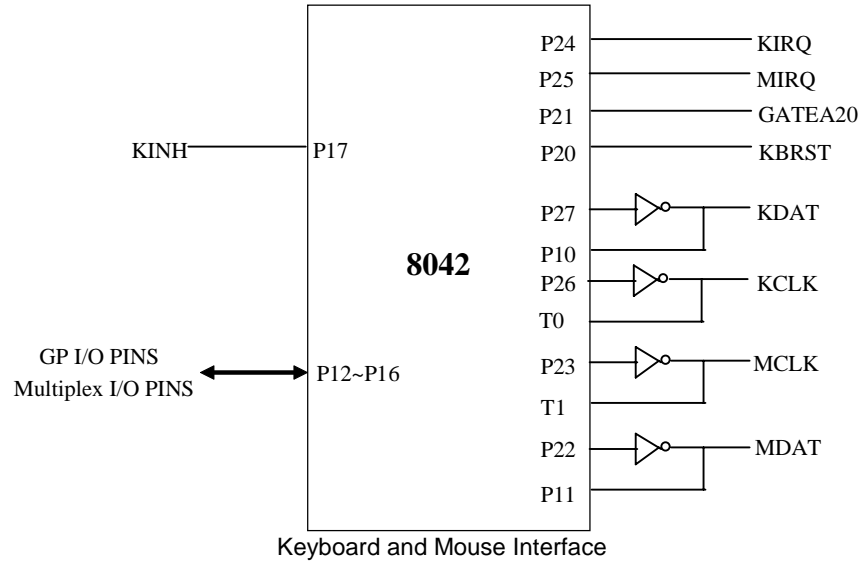 P24 KIRQ
P25 MIRQ
P21 GATEA20
KINH P17 P20 KBRST
P27 KDAT
P10
8042
P26 KCLK
T0
GP I/O PINS
Multiplex I/O PINS
P12~P16
P23 MCLK
T1
P22 MDAT
P11
Keyboard and Mouse Interface